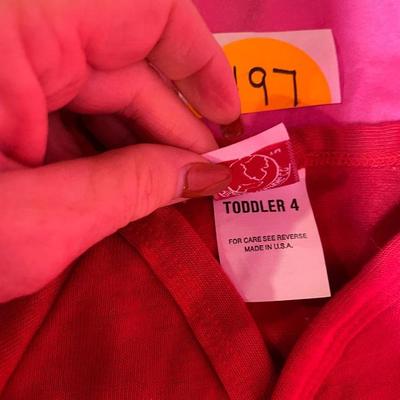 197
TODDLER 4
FOR CARE SEE REVERSE
MADE IN U.S.A.